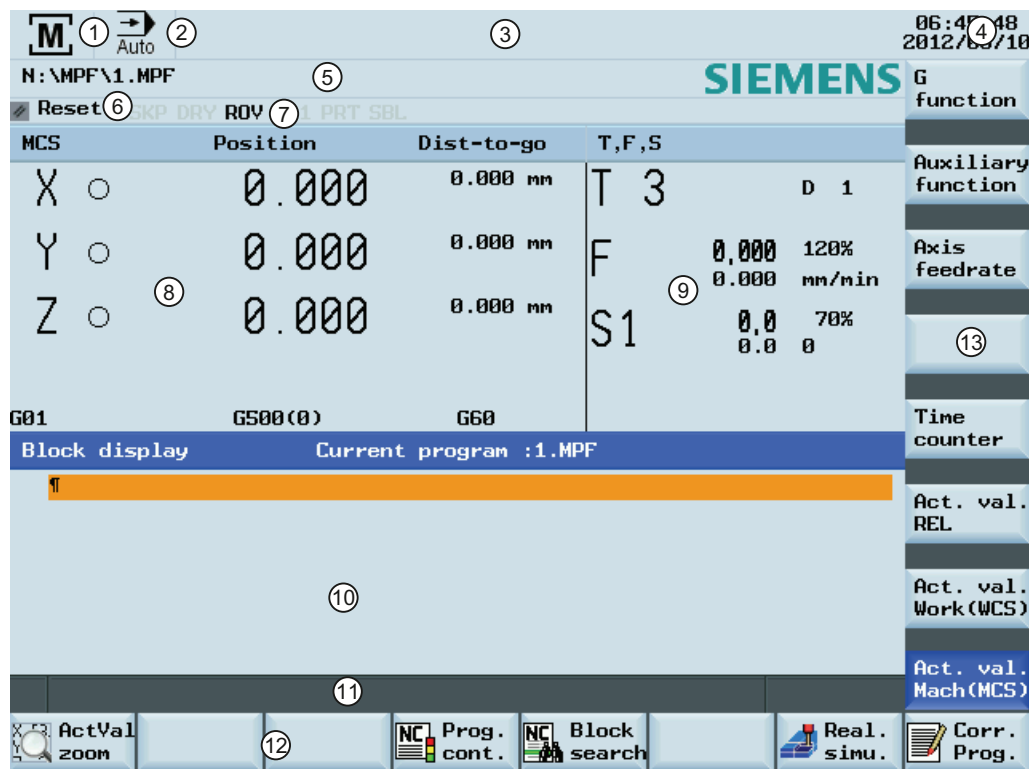 M 1 Auto 2 3 4
N:\MPF\1.MPF 5 SIEMENS
Reset 6 SKP DRY ROV 7 PRT SBL
MCS Position Dist-to-go T,F,S
X 0.000 0.000 mm T 3 D 1
Y 0.000 0.000 mm F 0.000 120%
8 9 0.000 mm/min
Z 0.000 0.000 mm S1 0.0 70%
0.0 0
G01 G500(0) G60
Block display Current program :1.MPF
¶
10
11
G function
Auxiliary function
Axis feedrate
13
Time counter
Act. val. REL
Act. val. Work(WCS)
Act. val. Mach(MCS)
ActVal zoom
12
NC Prog. cont.
NC Block search
Real. simu.
Corr. Prog.